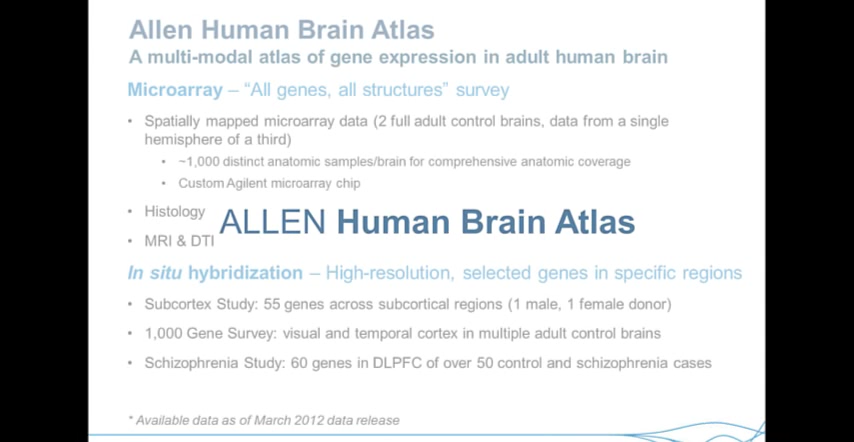 Allen Human Brain Atlas
A multi-modal atlas of gene expression in adult human brain
Microarray – “All genes, all structures” survey
• Spatially mapped microarray data (2 full adult control brains, data from a single
hemisphere of a third)
• ~1,000 distinct anatomic samples/brain for comprehensive anatomic coverage
• Custom Agilent microarray chip
• Histology
ALLEN Human Brain Atlas
• MRI & DTI
In situ hybridization – High-resolution, selected genes in specific regions
• Subcortex Study: 55 genes across subcortical regions (1 male, 1 female donor)
• 1,000 Gene Survey: visual and temporal cortex in multiple adult control brains
• Schizophrenia Study: 60 genes in DLPFC of over 50 control and schizophrenia cases
* Available data as of March 2012 data release